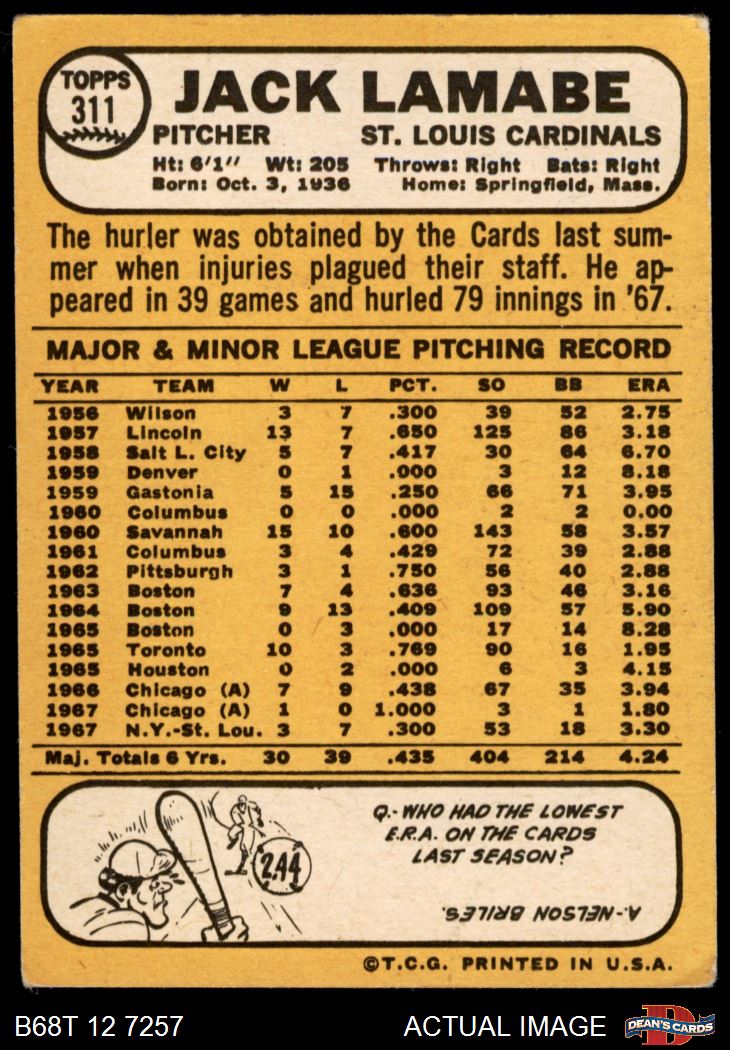 TOPPS
311
JACK LAMABE
PITCHER ST. LOUIS CARDINALS
Ht: 6'1" Wt: 205 Throws: Right Bats: Right
Born: Oct. 3, 1936 Home: Springfield, Mass.
The hurler was obtained by the Cards last sum-
mer when injuries plagued their staff. He ap-
peared in 39 games and hurled 79 innings in '67.
MAJOR & MINOR LEAGUE PITCHING RECORD
YEAR TEAM W L PCT. SO BB ERA
1956 Wilson 3 7 .300 39 52 2.75
1957 Lincoln 13 7 .650 125 86 3.18
1958 Salt L. City 5 7 .417 30 64 6.70
1959 Denver 0 1 .000 3 12 8.18
1959 Gastonia 5 15 .250 66 71 3.95
1960 Columbus 0 0 .000 2 2 0.00
1960 Savannah 15 10 .600 143 58 3.57
1961 Columbus 3 4 .429 72 39 2.88
1962 Pittsburgh 3 1 .750 56 40 2.88
1963 Boston 7 4 .636 93 46 3.16
1964 Boston 9 13 .409 109 57 5.90
1965 Boston 0 3 .000 17 14 8.28
1965 Toronto 10 3 .769 90 16 1.95
1965 Houston 0 2 .000 6 3 4.15
1966 Chicago (A) 7 9 .438 67 35 3.94
1967 Chicago (A) 1 0 1.000 3 1 1.80
1967 N.Y.-St. Lou. 3 7 .300 53 18 3.30
Maj. Totals 6 Yrs. 30 39 .435 404 214 4.24
2.44
Q.- WHO HAD THE LOWEST
E.R.A. ON THE CARDS
LAST SEASON?
A.- NELSON BRILES.
©T.C.G. PRINTED IN U.S.A.
B68T 12 7257 ACTUAL IMAGE
D
DEAN'S CARDS